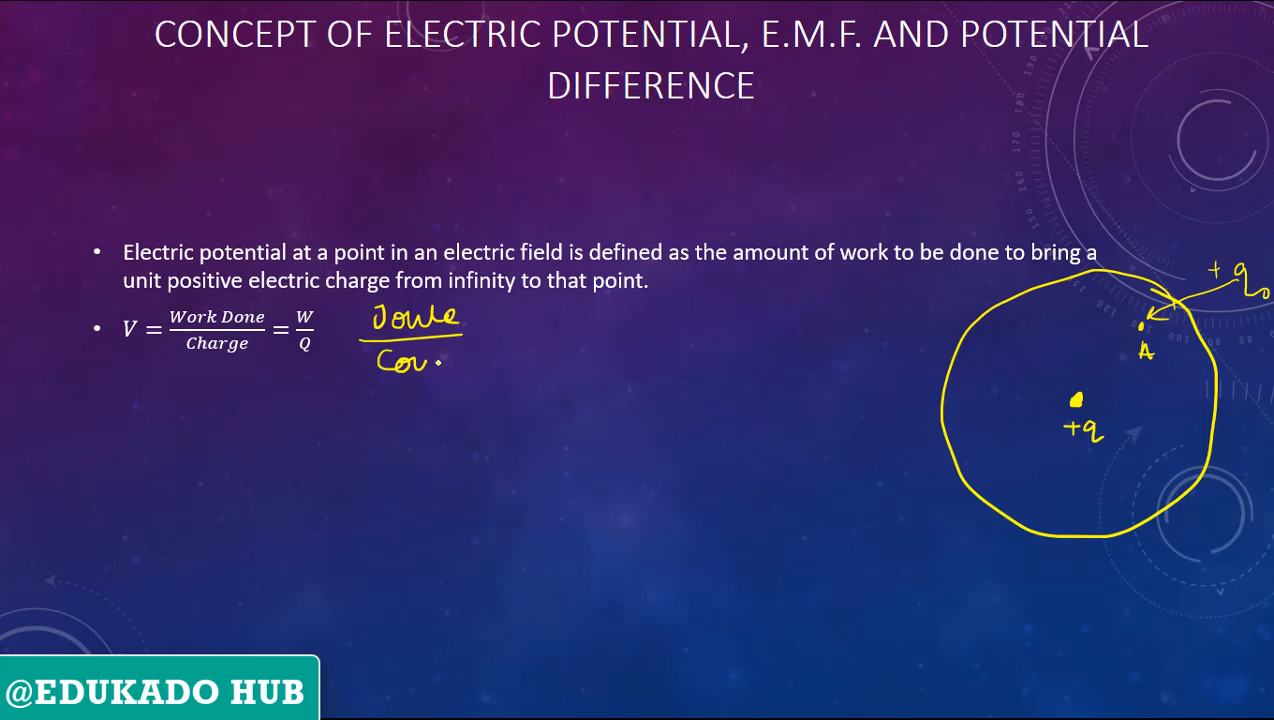 CONCEPT OF ELECTRIC POTENTIAL, E.M.F. AND POTENTIAL
DIFFERENCE
• Electric potential at a point in an electric field is defined as the amount of work to be done to bring a
unit positive electric charge from infinity to that point.
• V = Work Done / Charge = W / Q
Joule
Cou
+ q₀
A
+q
@EDUKADO HUB